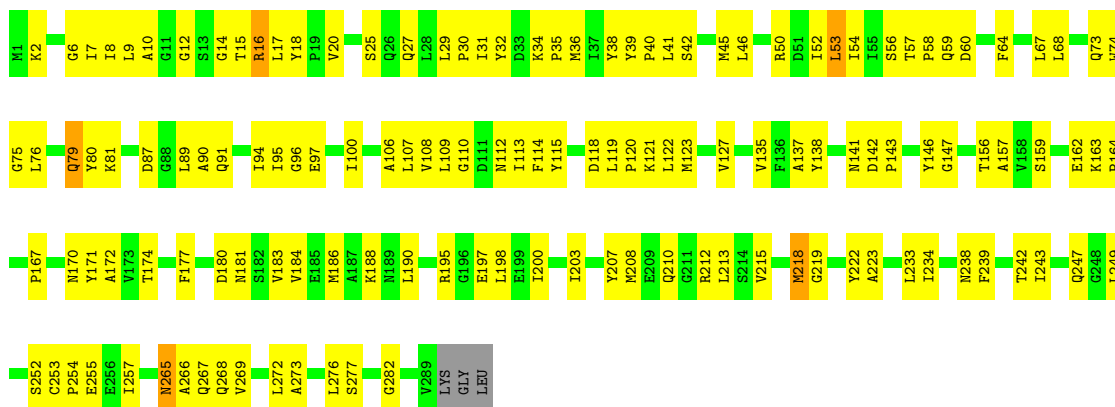 M1 K2 G6 I7 I8 L9 A10 G11 G12 S13 G14 T15 R16 L17 Y18 P19 V20 S25 Q26 Q27 L28 L29 P30 I31 Y32 D33 K34 P35 M36 I37 Y38 Y39 P40 L41 S42 M45 L46 R50 D51 I52 L53 I54 I55 S56 T57 P58 Q59 D60 F64 L67 L68 Q73
G75 L76 Q79 Y80 K81 D87 G88 L89 A90 Q91 I94 I95 G96 E97 I100 A106 L107 V108 L109 G110 D111 N112 I113 F114 Y115 D118 L119 P120 K121 L122 M123 V127 V135 F136 A137 Y138 N141 D142 P143 Y146 G147 T156 A157 V158 S159 E162 K163
P167 N170 Y171 A172 V173 T174 F177 D180 N181 S182 V183 V184 E185 M186 A187 K188 N189 L190 R195 G196 E197 L198 E199 I200 I203 Y207 M208 E209 Q210 G211 R212 L213 S214 V215 M218 G219 Y222 A223 L233 I234 N238 F239 T242 I243 Q247 G248
S252 C253 P254 E255 E256 I257 N265 A266 Q267 Q268 V269 L272 A273 L276 S277 G282 V289 LYS GLY LEU